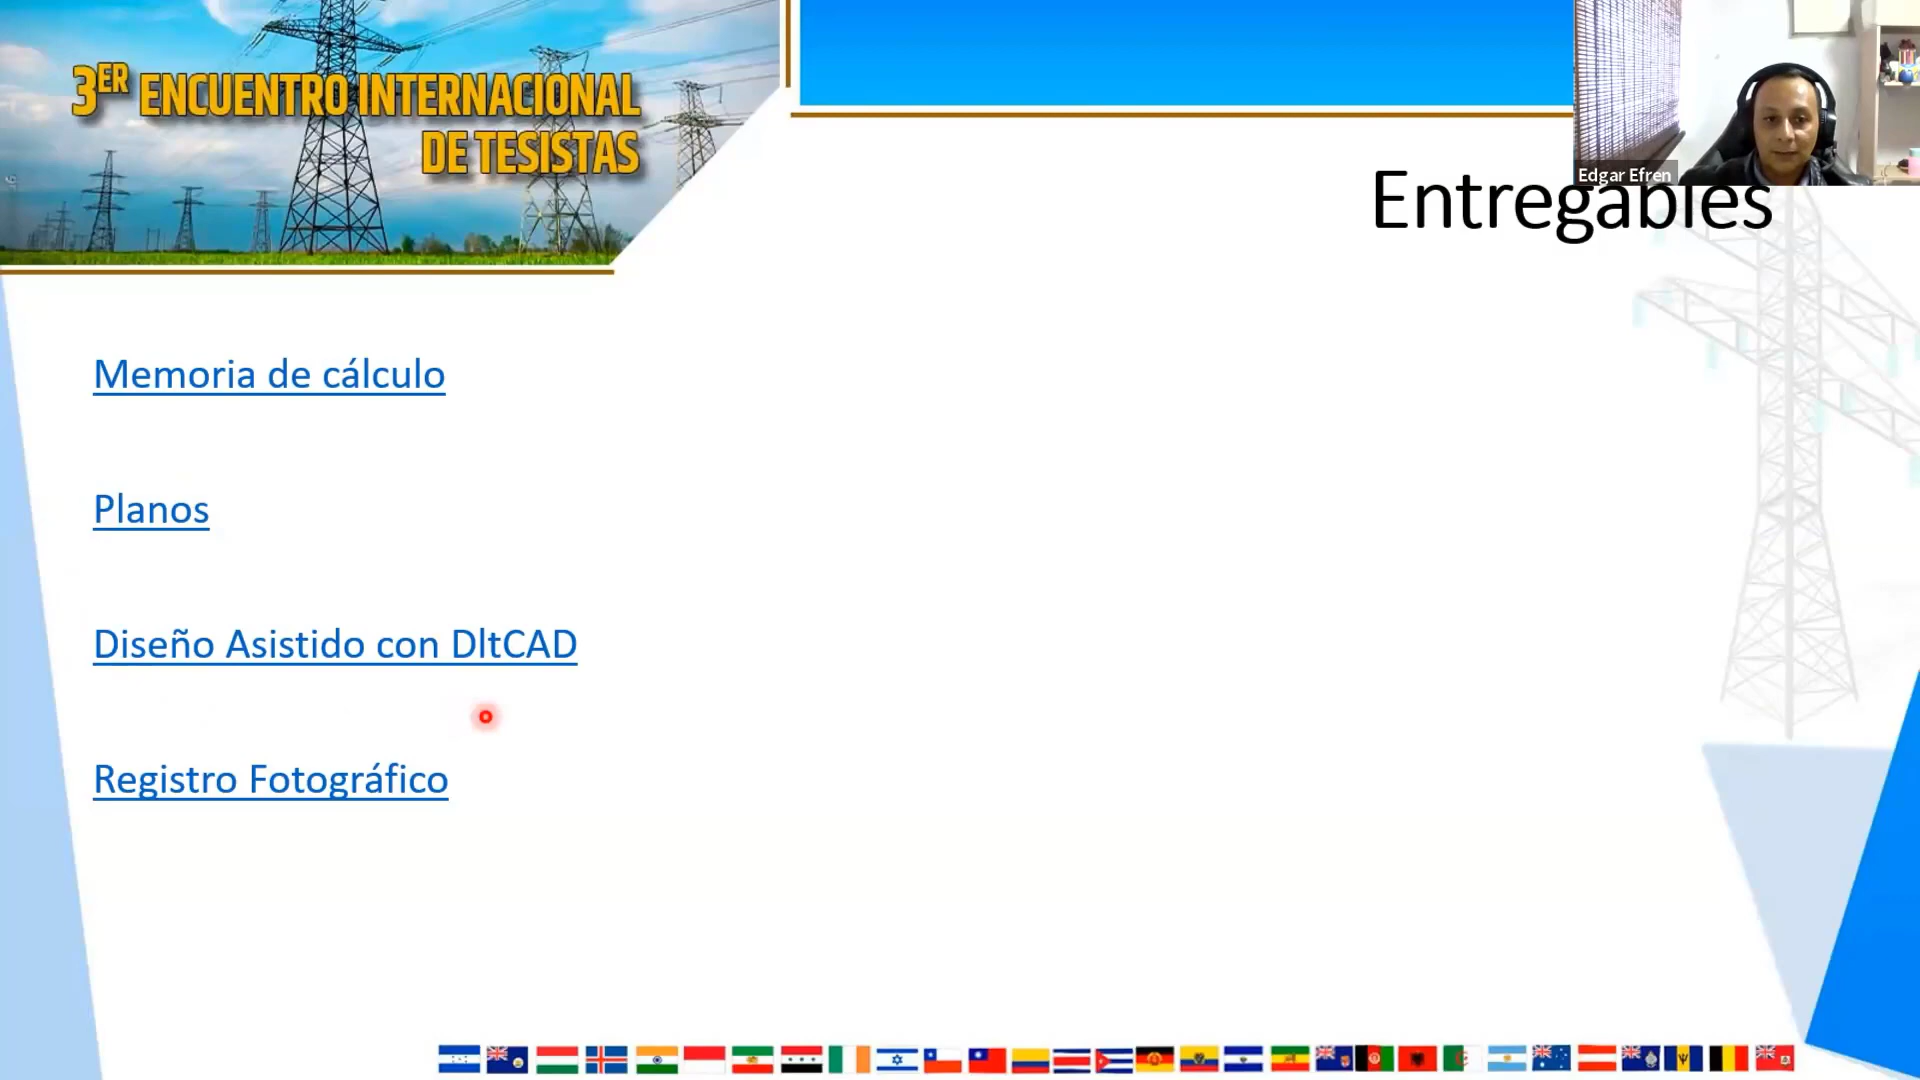 3ER ENCUENTRO INTERNACIONAL
DE TESISTAS
Edgar Efren
Entregables
Memoria de cálculo
Planos
Diseño Asistido con DltCAD
Registro Fotográfico